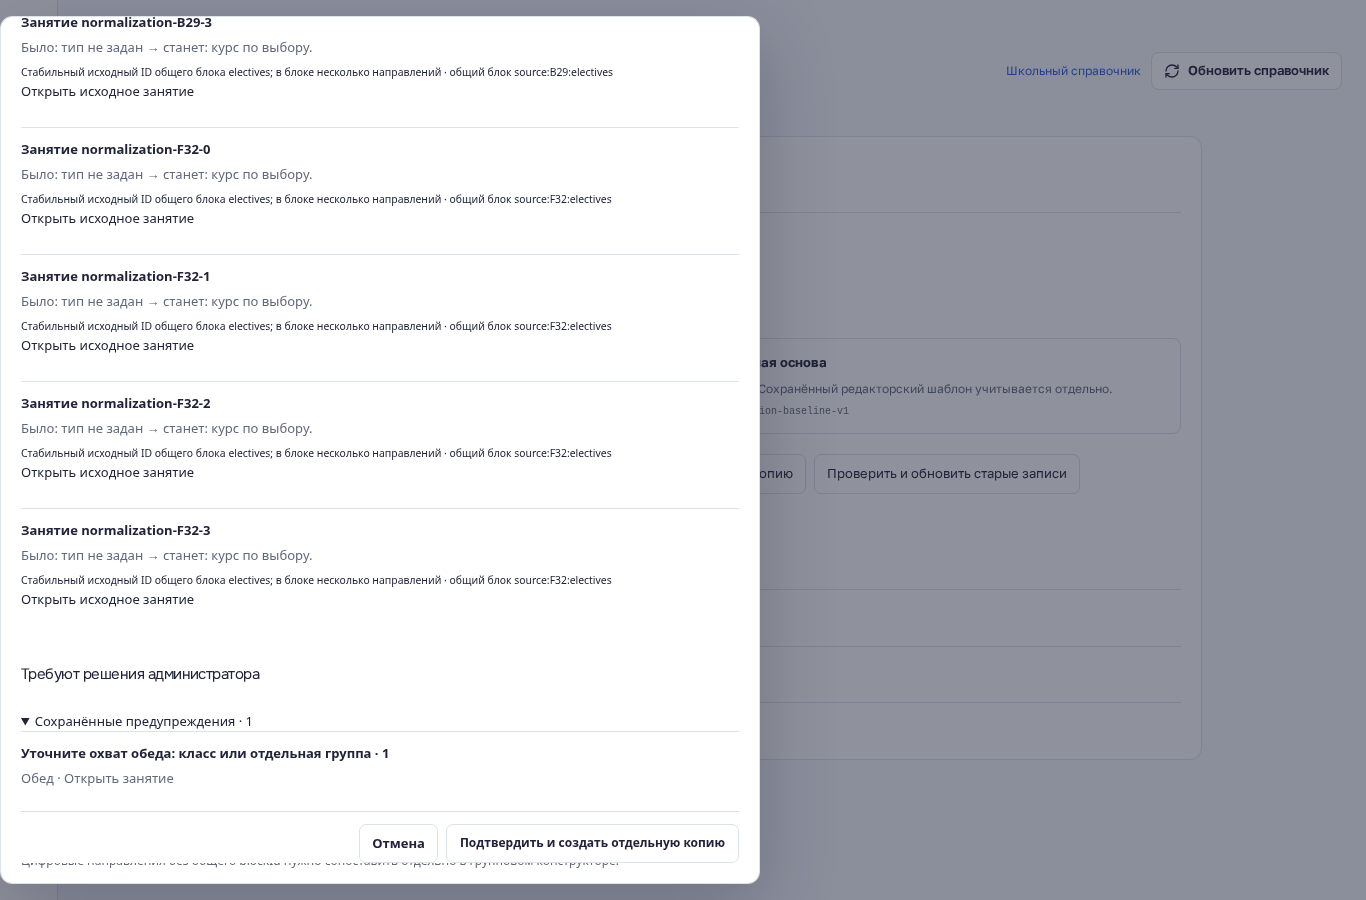 Занятие normalization-B29-3
Было: тип не задан → станет: курс по выбору.
Стабильный исходный ID общего блока electives; в блоке несколько направлений · общий блок source:B29:electives
Открыть исходное занятие
Занятие normalization-F32-0
Было: тип не задан → станет: курс по выбору.
Стабильный исходный ID общего блока electives; в блоке несколько направлений · общий блок source:F32:electives
Открыть исходное занятие
Занятие normalization-F32-1
Было: тип не задан → станет: курс по выбору.
Стабильный исходный ID общего блока electives; в блоке несколько направлений · общий блок source:F32:electives
Открыть исходное занятие
Занятие normalization-F32-2
Было: тип не задан → станет: курс по выбору.
Стабильный исходный ID общего блока electives; в блоке несколько направлений · общий блок source:F32:electives
Открыть исходное занятие
Занятие normalization-F32-3
Было: тип не задан → станет: курс по выбору.
Стабильный исходный ID общего блока electives; в блоке несколько направлений · общий блок source:F32:electives
Открыть исходное занятие
Требуют решения администратора
▼ Сохранённые предупреждения · 1
Уточните охват обеда: класс или отдельная группа · 1
Обед · Открыть занятие
Отмена
Подтвердить и создать отдельную копию
Школьный справочник
Обновить справочник
основа
Сохранённый редакторский шаблон учитывается отдельно.
ion-baseline-v1
опию
Проверить и обновить старые записи